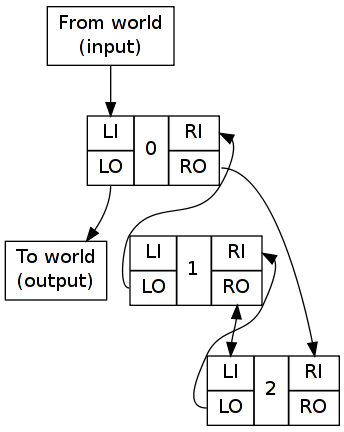 From world
(input)
LI RI
0
LO RO
To world
(output)
LI RI
1
LO RO
LI RI
2
LO RO